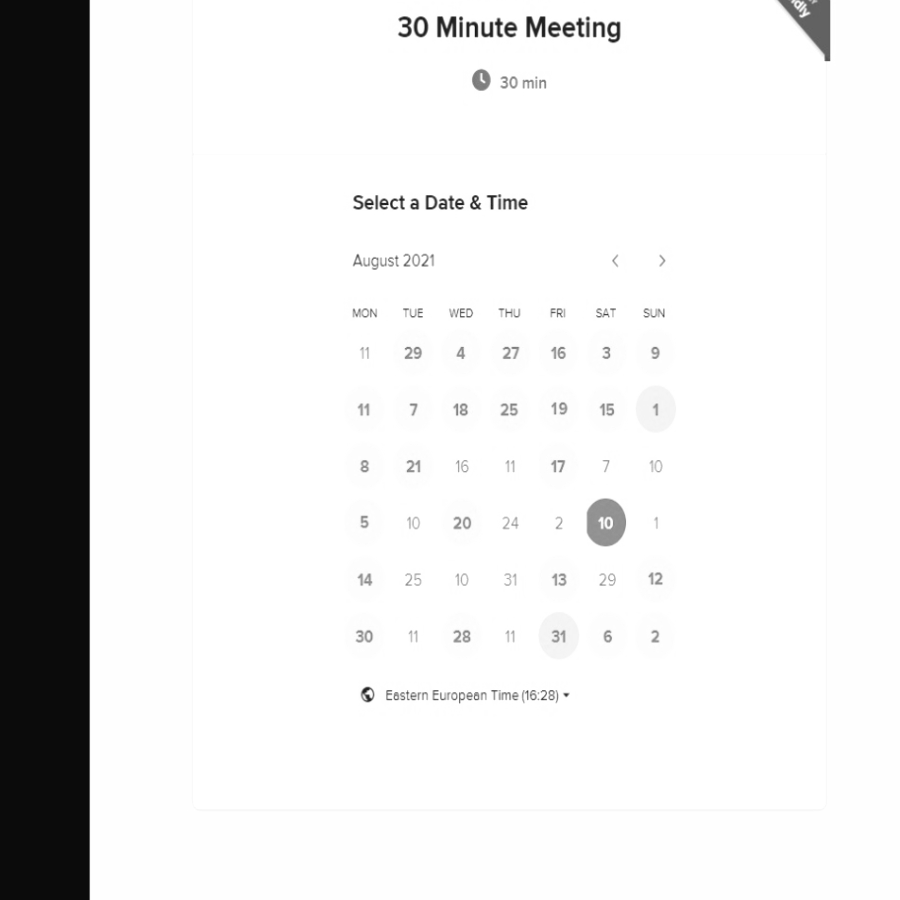 30 Minute Meeting
30 min
Select a Date & Time
August 2021
MON TUE WED THU FRI SAT SUN
11 29 4 27 16 3 9
11 7 18 25 19 15 1
8 21 16 11 17 7 10
5 10 20 24 2 10 1
14 25 10 31 13 29 12
30 11 28 11 31 6 2
Eastern European Time (16:28)